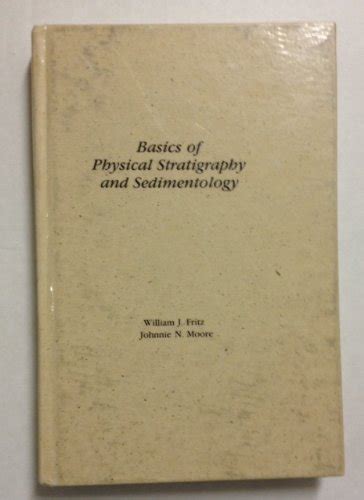 Basics of
Physical Stratigraphy
and Sedimentology
William J. Fritz
Johnnie N. Moore